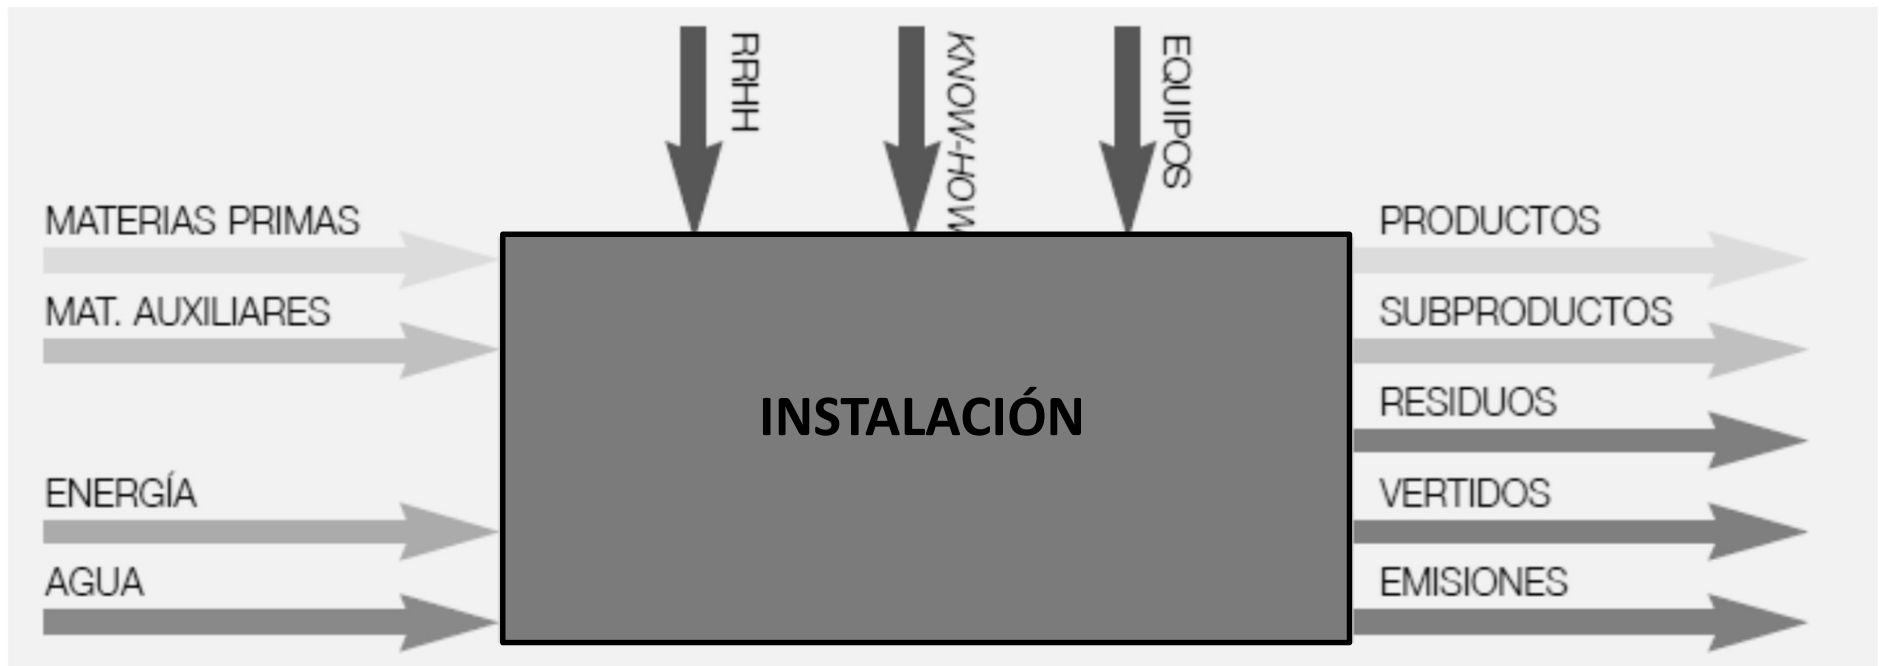 RRHH
KNOW-HOW
EQUIPOS
MATERIAS PRIMAS
MAT. AUXILIARES
ENERGÍA
AGUA
INSTALACIÓN
PRODUCTOS
SUBPRODUCTOS
RESIDUOS
VERTIDOS
EMISIONES